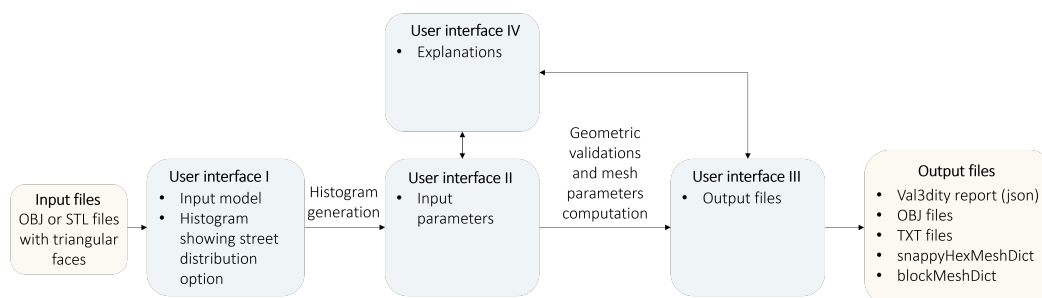 User interface IV
• Explanations
Input files
OBJ or STL files
with triangular
faces
User interface I
• Input model
• Histogram
showing street
distribution
option
Histogram
generation
User interface II
• Input
parameters
Geometric
validations
and mesh
parameters
computation
User interface III
• Output files
Output files
• Val3dity report (json)
• OBJ files
• TXT files
• snappyHexMeshDict
• blockMeshDict